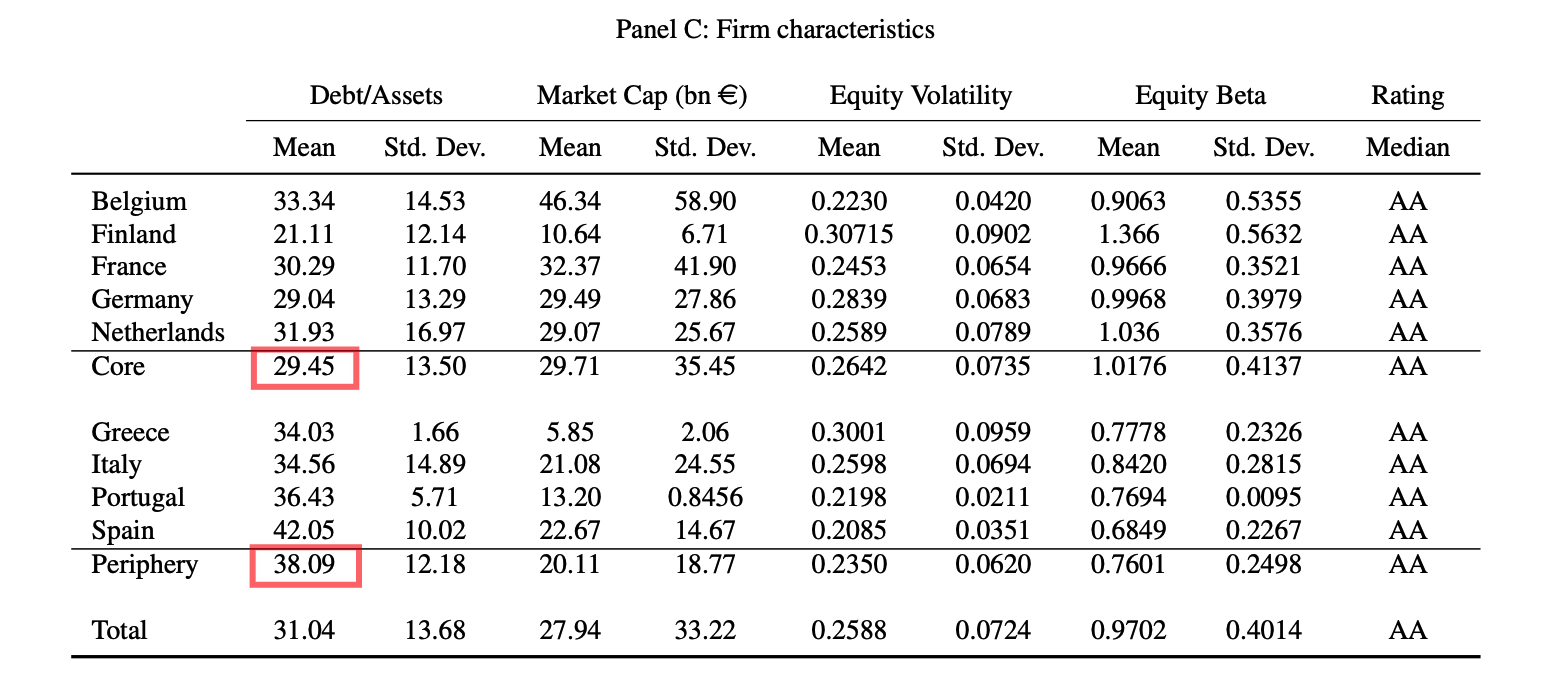 Panel C: Firm characteristics
Debt/Assets Market Cap (bn €) Equity Volatility Equity Beta Rating
Mean Std. Dev. Mean Std. Dev. Mean Std. Dev. Mean Std. Dev. Median
Belgium 33.34 14.53 46.34 58.90 0.2230 0.0420 0.9063 0.5355 AA
Finland 21.11 12.14 10.64 6.71 0.30715 0.0902 1.366 0.5632 AA
France 30.29 11.70 32.37 41.90 0.2453 0.0654 0.9666 0.3521 AA
Germany 29.04 13.29 29.49 27.86 0.2839 0.0683 0.9968 0.3979 AA
Netherlands 31.93 16.97 29.07 25.67 0.2589 0.0789 1.036 0.3576 AA
Core 29.45 13.50 29.71 35.45 0.2642 0.0735 1.0176 0.4137 AA
Greece 34.03 1.66 5.85 2.06 0.3001 0.0959 0.7778 0.2326 AA
Italy 34.56 14.89 21.08 24.55 0.2598 0.0694 0.8420 0.2815 AA
Portugal 36.43 5.71 13.20 0.8456 0.2198 0.0211 0.7694 0.0095 AA
Spain 42.05 10.02 22.67 14.67 0.2085 0.0351 0.6849 0.2267 AA
Periphery 38.09 12.18 20.11 18.77 0.2350 0.0620 0.7601 0.2498 AA
Total 31.04 13.68 27.94 33.22 0.2588 0.0724 0.9702 0.4014 AA